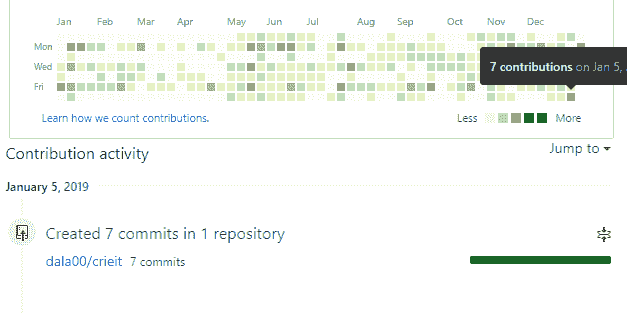 Jan Feb Mar Apr May Jun Jul Aug Sep Oct Nov Dec
Mon
Wed
7 contributions on Jan 5,
Fri
Learn how we count contributions. Less More
Contribution activity Jump to
January 5, 2019
Created 7 commits in 1 repository
dala00/crieit 7 commits